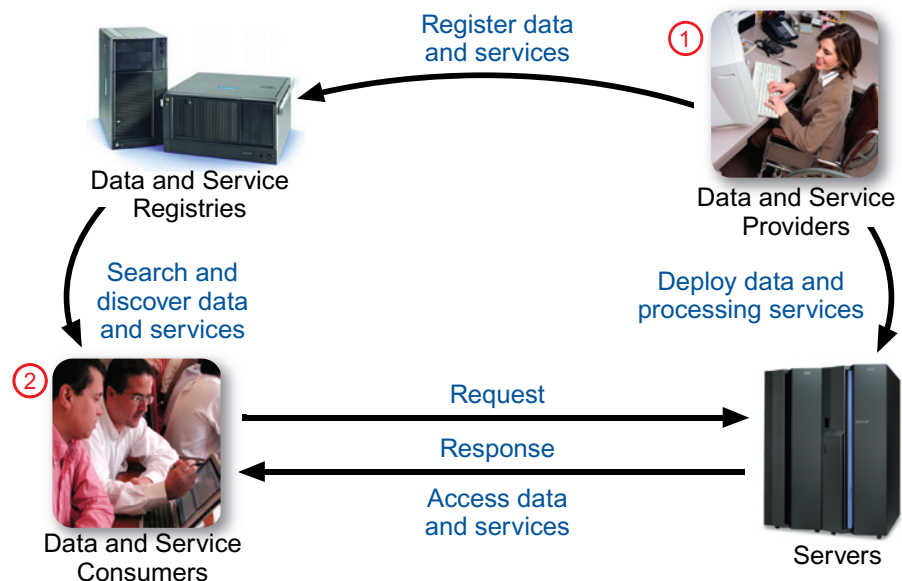 Register data
and services
1
Data and Service
Registries
Data and Service
Providers
Search and
discover data
and services
Deploy data and
processing services
2
Request
Response
Access data
and services
Data and Service
Consumers
Servers